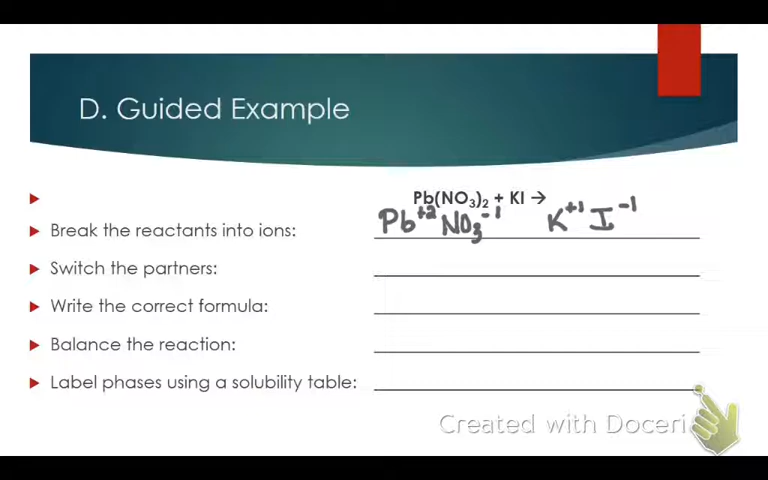 D. Guided Example
Pb(NO₃)₂ + KI →
Break the reactants into ions: Pb⁺² NO₃⁻¹ K⁺¹ I⁻¹
Switch the partners:
Write the correct formula:
Balance the reaction:
Label phases using a solubility table:
Created with Doceri